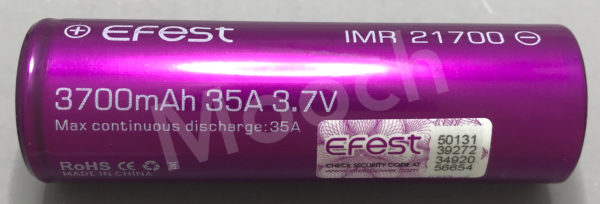 ⊕ EFEST IMR 21700 ⊖
3700mAh 35A 3.7V
Max continuous discharge:35A
RoHS CE
MADE IN CHINA
EFEST
CHECK SECURITY CODE AT
50131
39272
34920
56654
Mooch